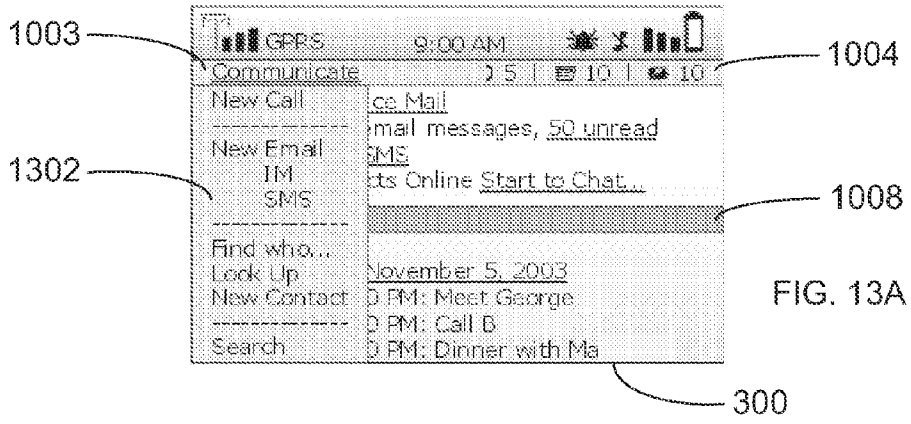 GPRS 9:00 AM
1003 Communicate 5 | 10 | 10 1004
New Call ce Mail
email messages, 50 unread
New Email SMS
1302 IM cts Online Start to Chat...
SMS
1008
Find who...
Look Up November 5, 2003
New Contact 0 PM: Meet George
FIG. 13A
0 PM: Call B
Search 0 PM: Dinner with Ma
300